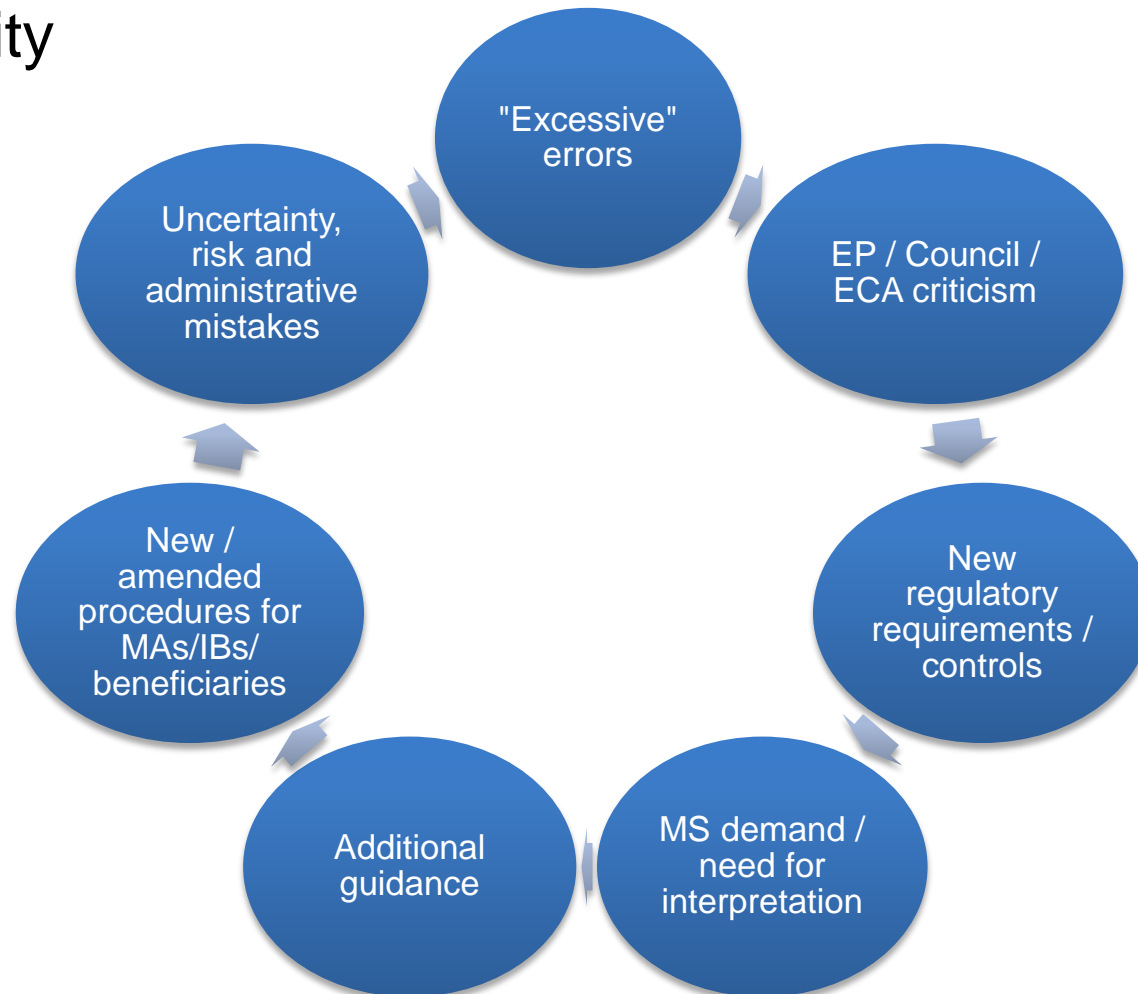 "Excessive"
errors
EP / Council /
ECA criticism
New
regulatory
requirements /
controls
MS demand /
need for
interpretation
Additional
guidance
New /
amended
procedures for
MAs/IBs/
beneficiaries
Uncertainty,
risk and
administrative
mistakes